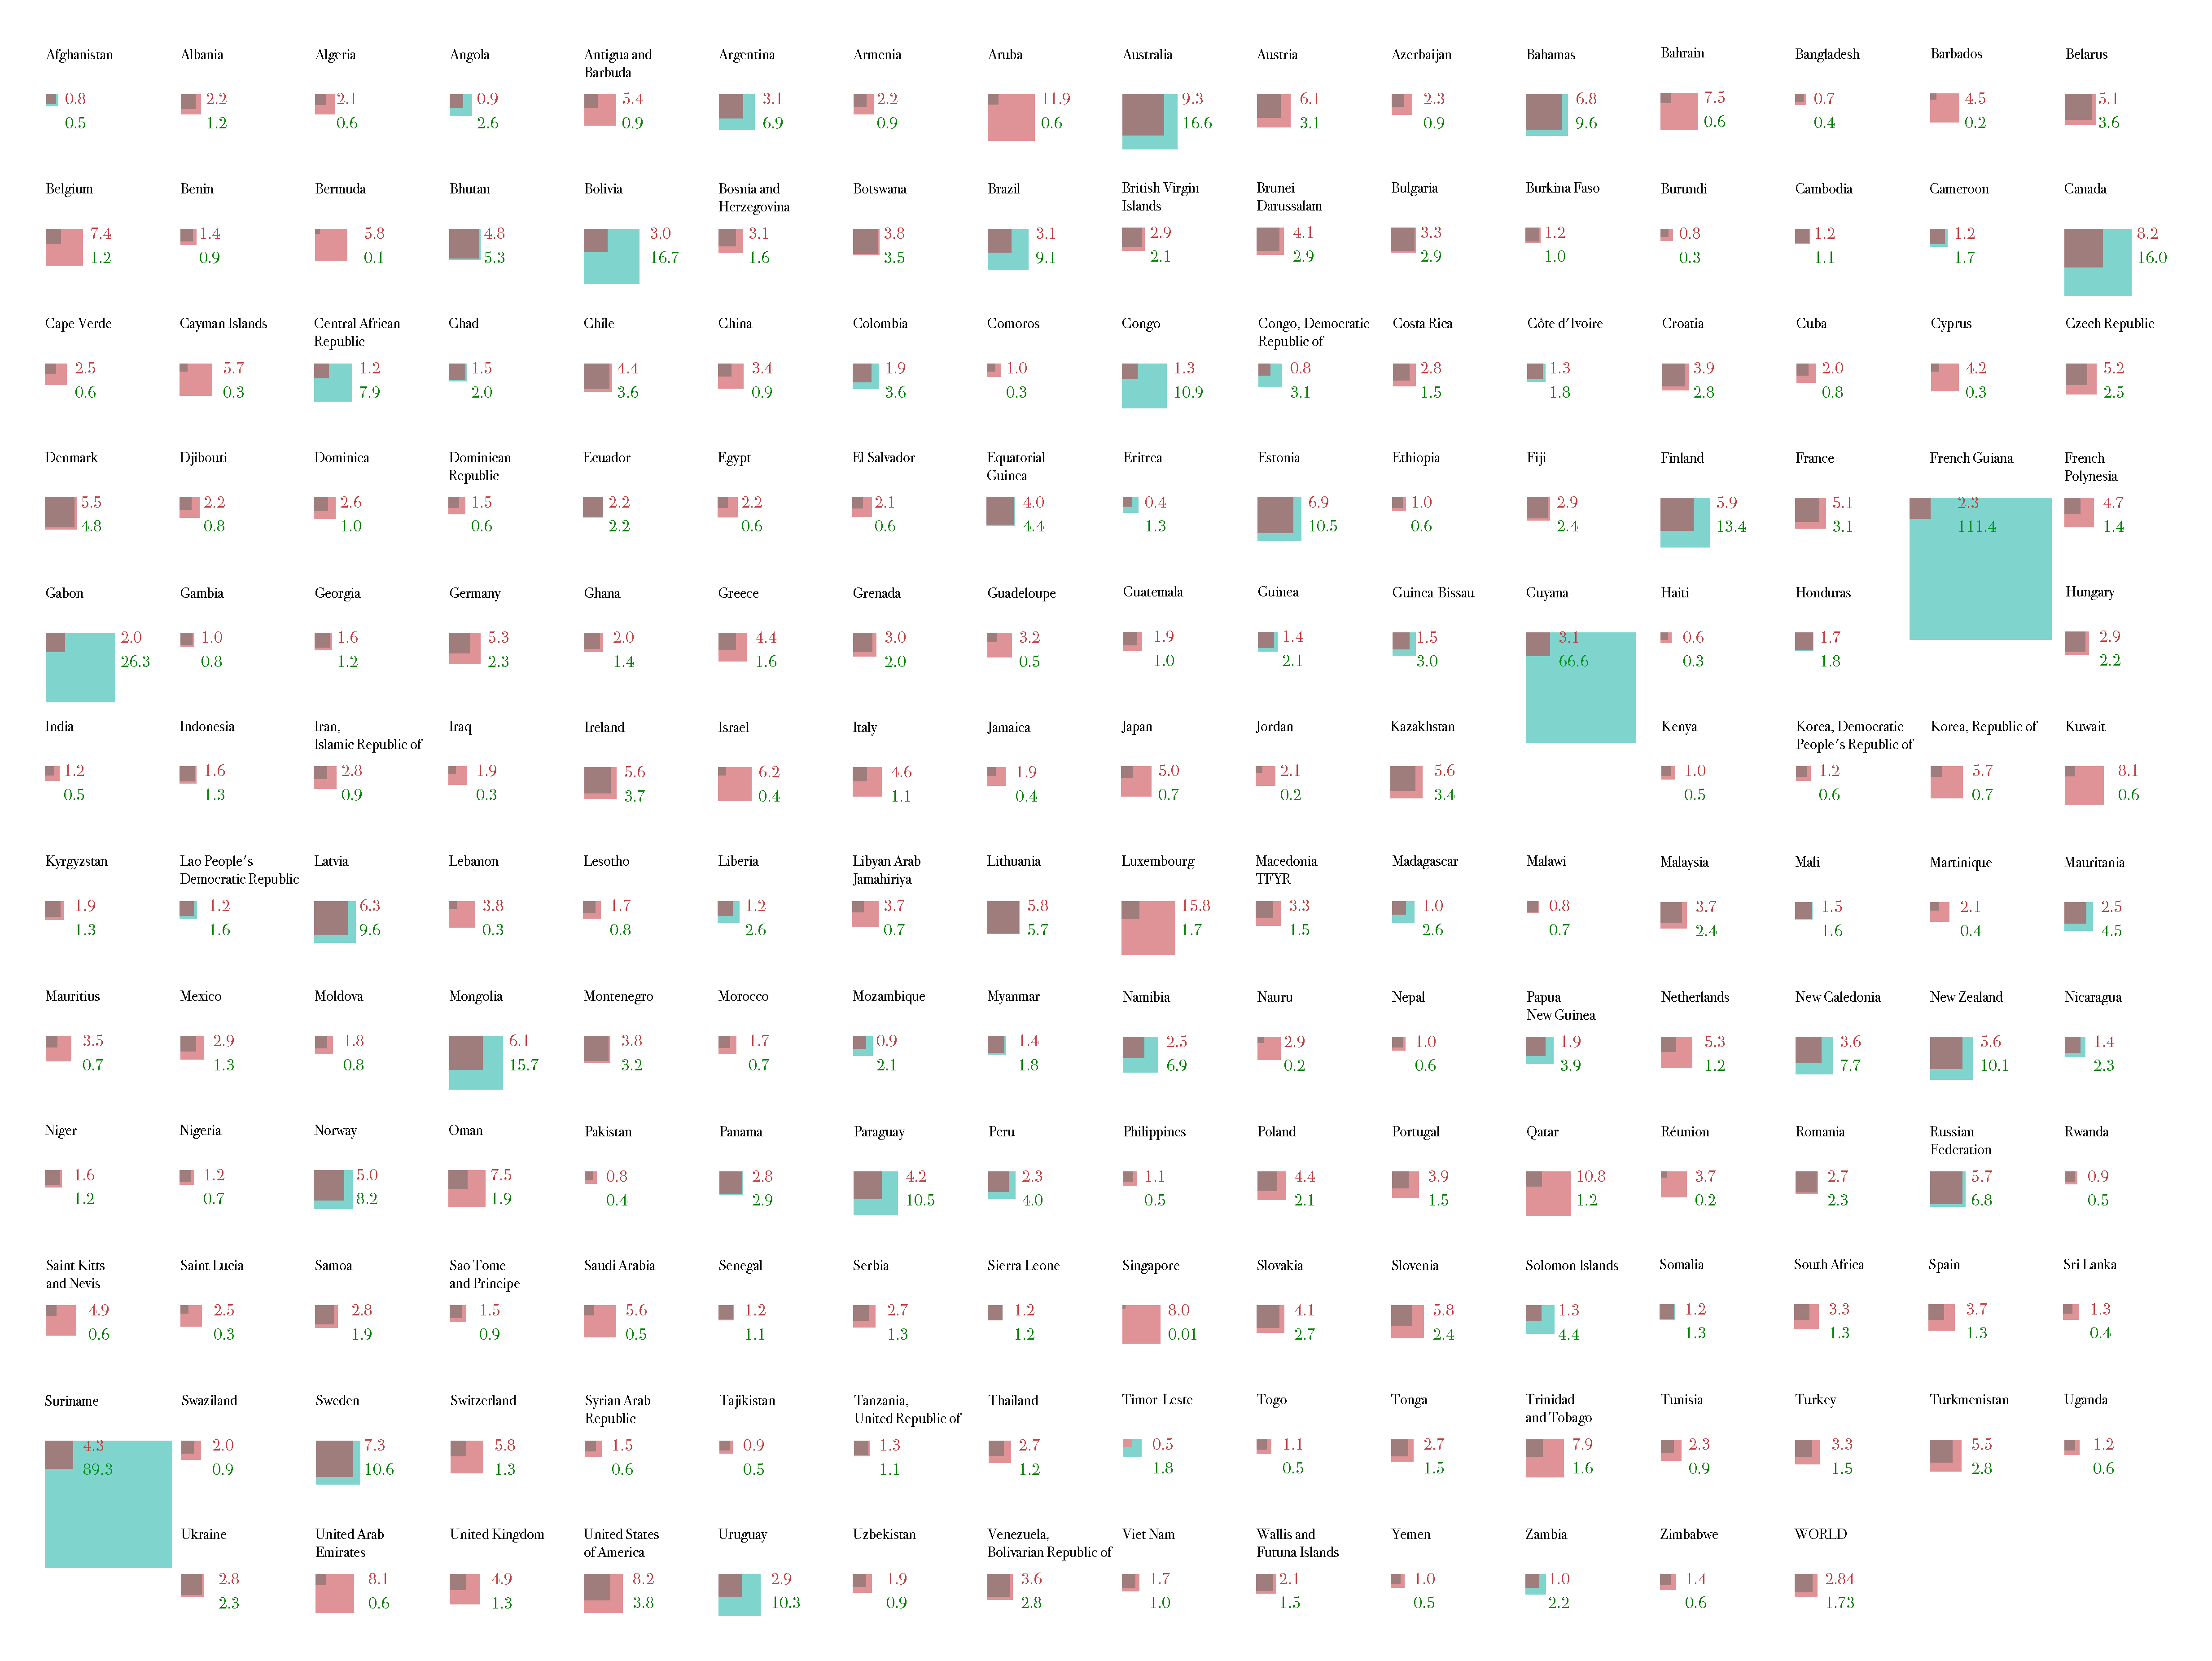 Afghanistan
0.8
0.5
Albania
2.2
1.2
Algeria
2.1
0.6
Angola
0.9
2.6
Antigua and
Barbuda
5.4
0.9
Argentina
3.1
6.9
Armenia
2.2
0.9
Aruba
11.9
0.6
Australia
9.3
16.6
Austria
6.1
3.1
Azerbaijan
2.3
0.9
Bahamas
6.8
9.6
Bahrain
7.5
0.6
Bangladesh
0.7
0.4
Barbados
4.5
0.2
Belarus
5.1
3.6
Belgium
7.4
1.2
Benin
1.4
0.9
Bermuda
5.8
0.1
Bhutan
4.8
5.3
Bolivia
3.0
16.7
Bosnia and
Herzegovina
3.1
1.6
Botswana
3.8
3.5
Brazil
3.1
9.1
British Virgin
Islands
2.9
2.1
Brunei
Darussalam
4.1
2.9
Bulgaria
3.3
2.9
Burkina Faso
1.2
1.0
Burundi
0.8
0.3
Cambodia
1.2
1.1
Cameroon
1.2
1.7
Canada
8.2
16.0
Cape Verde
2.5
0.6
Cayman Islands
5.7
0.3
Central African
Republic
1.2
7.9
Chad
1.5
2.0
Chile
4.4
3.6
China
3.4
0.9
Colombia
1.9
3.6
Comoros
1.0
0.3
Congo
1.3
10.9
Congo, Democratic
Republic of
0.8
3.1
Costa Rica
2.8
1.5
Côte d'Ivoire
1.3
1.8
Croatia
3.9
2.8
Cuba
2.0
0.8
Cyprus
4.2
0.3
Czech Republic
5.2
2.5
Denmark
5.5
4.8
Djibouti
2.2
0.8
Dominica
2.6
1.0
Dominican
Republic
1.5
0.6
Ecuador
2.2
2.2
Egypt
2.2
0.6
El Salvador
2.1
0.6
Equatorial
Guinea
4.0
4.4
Eritrea
0.4
1.3
Estonia
6.9
10.5
Ethiopia
1.0
0.6
Fiji
2.9
2.4
Finland
5.9
13.4
France
5.1
3.1
French Guiana
2.3
111.4
French
Polynesia
4.7
1.4
Gabon
2.0
26.3
Gambia
1.0
0.8
Georgia
1.6
1.2
Germany
5.3
2.3
Ghana
2.0
1.4
Greece
4.4
1.6
Grenada
3.0
2.0
Guadeloupe
3.2
0.5
Guatemala
1.9
1.0
Guinea
1.4
2.1
Guinea-Bissau
1.5
3.0
Guyana
3.1
66.6
Haiti
0.6
0.3
Honduras
1.7
1.8
Hungary
2.9
2.2
India
1.2
0.5
Indonesia
1.6
1.3
Iran,
Islamic Republic of
2.8
0.9
Iraq
1.9
0.3
Ireland
5.6
3.7
Israel
6.2
0.4
Italy
4.6
1.1
Jamaica
1.9
0.4
Japan
5.0
0.7
Jordan
2.1
0.2
Kazakhstan
5.6
3.4
Kenya
1.0
0.5
Korea, Democratic
People's Republic of
1.2
0.6
Korea, Republic of
5.7
0.7
Kuwait
8.1
0.6
Kyrgyzstan
1.9
1.3
Lao People's
Democratic Republic
1.2
1.6
Latvia
6.3
9.6
Lebanon
3.8
0.3
Lesotho
1.7
0.8
Liberia
1.2
2.6
Libyan Arab
Jamahiriya
3.7
0.7
Lithuania
5.8
5.7
Luxembourg
15.8
1.7
Macedonia
TFYR
3.3
1.5
Madagascar
1.0
2.6
Malawi
0.8
0.7
Malaysia
3.7
2.4
Mali
1.5
1.6
Martinique
2.1
0.4
Mauritania
2.5
4.5
Mauritius
3.5
0.7
Mexico
2.9
1.3
Moldova
1.8
0.8
Mongolia
6.1
15.7
Montenegro
3.8
3.2
Morocco
1.7
0.7
Mozambique
0.9
2.1
Myanmar
1.4
1.8
Namibia
2.5
6.9
Nauru
2.9
0.2
Nepal
1.0
0.6
Papua
New Guinea
1.9
3.9
Netherlands
5.3
1.2
New Caledonia
3.6
7.7
New Zealand
5.6
10.1
Nicaragua
1.4
2.3
Niger
1.6
1.2
Nigeria
1.2
0.7
Norway
5.0
8.2
Oman
7.5
1.9
Pakistan
0.8
0.4
Panama
2.8
2.9
Paraguay
4.2
10.5
Peru
2.3
4.0
Philippines
1.1
0.5
Poland
4.4
2.1
Portugal
3.9
1.5
Qatar
10.8
1.2
Réunion
3.7
0.2
Romania
2.7
2.3
Russian
Federation
5.7
6.8
Rwanda
0.9
0.5
Saint Kitts
and Nevis
4.9
0.6
Saint Lucia
2.5
0.3
Samoa
2.8
1.9
Sao Tome
and Principe
1.5
0.9
Saudi Arabia
5.6
0.5
Senegal
1.2
1.1
Serbia
2.7
1.3
Sierra Leone
1.2
1.2
Singapore
8.0
0.01
Slovakia
4.1
2.7
Slovenia
5.8
2.4
Solomon Islands
1.3
4.4
Somalia
1.2
1.3
South Africa
3.3
1.3
Spain
3.7
1.3
Sri Lanka
1.3
0.4
Suriname
4.3
89.3
Swaziland
2.0
0.9
Sweden
7.3
10.6
Switzerland
5.8
1.3
Syrian Arab
Republic
1.5
0.6
Tajikistan
0.9
0.5
Tanzania,
United Republic of
1.3
1.1
Thailand
2.7
1.2
Timor-Leste
0.5
1.8
Togo
1.1
0.5
Tonga
2.7
1.5
Trinidad
and Tobago
7.9
1.6
Tunisia
2.3
0.9
Turkey
3.3
1.5
Turkmenistan
5.5
2.8
Uganda
1.2
0.6
Ukraine
2.8
2.3
United Arab
Emirates
8.1
0.6
United Kingdom
4.9
1.3
United States
of America
8.2
3.8
Uruguay
2.9
10.3
Uzbekistan
1.9
0.9
Venezuela,
Bolivarian Republic of
3.6
2.8
Viet Nam
1.7
1.0
Wallis and
Futuna Islands
2.1
1.5
Yemen
1.0
0.5
Zambia
1.0
2.2
Zimbabwe
1.4
0.6
WORLD
2.84
1.73